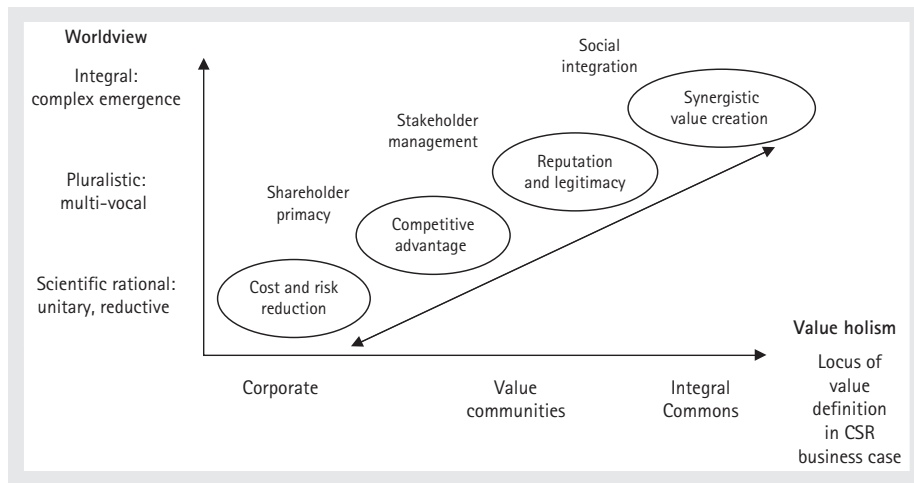 Worldview
Integral:
complex emergence
Pluralistic:
multi-vocal
Scientific rational:
unitary, reductive
Social
integration
Synergistic
value creation
Stakeholder
management
Reputation
and legitimacy
Shareholder
primacy
Competitive
advantage
Cost and risk
reduction
Corporate
Value
communities
Integral
Commons
Value holism
Locus of
value
definition
in CSR
business case